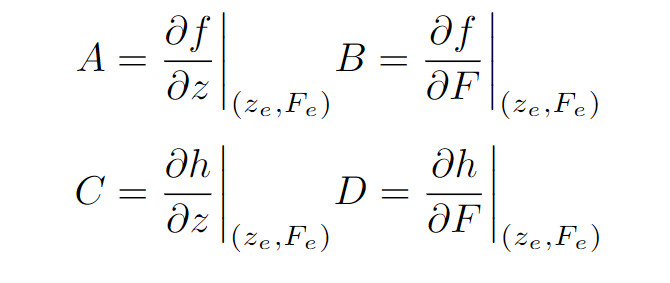 A = ∂f/∂z|(z_e,F_e) B = ∂f/∂F|(z_e,F_e)
C = ∂h/∂z|(z_e,F_e) D = ∂h/∂F|(z_e,F_e)